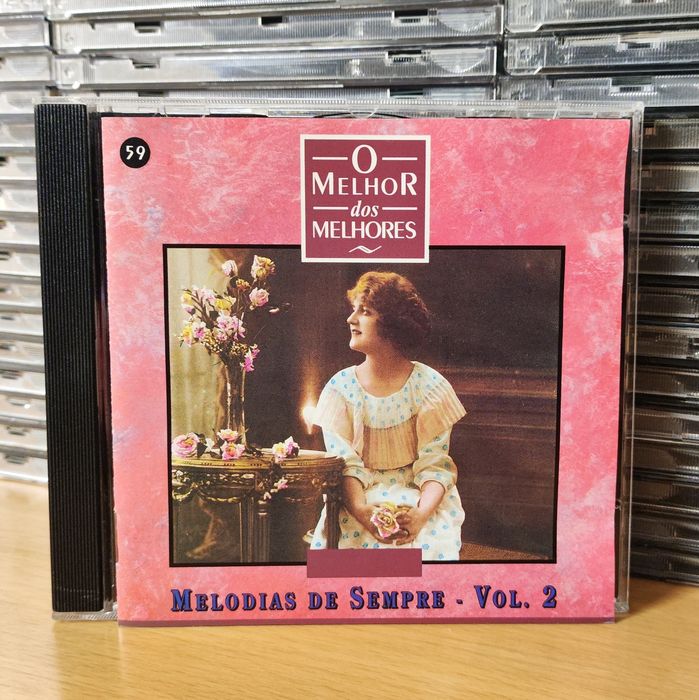 59
O
MELHOR
dos
MELHORES
MELODIAS DE SEMPRE - VOL. 2